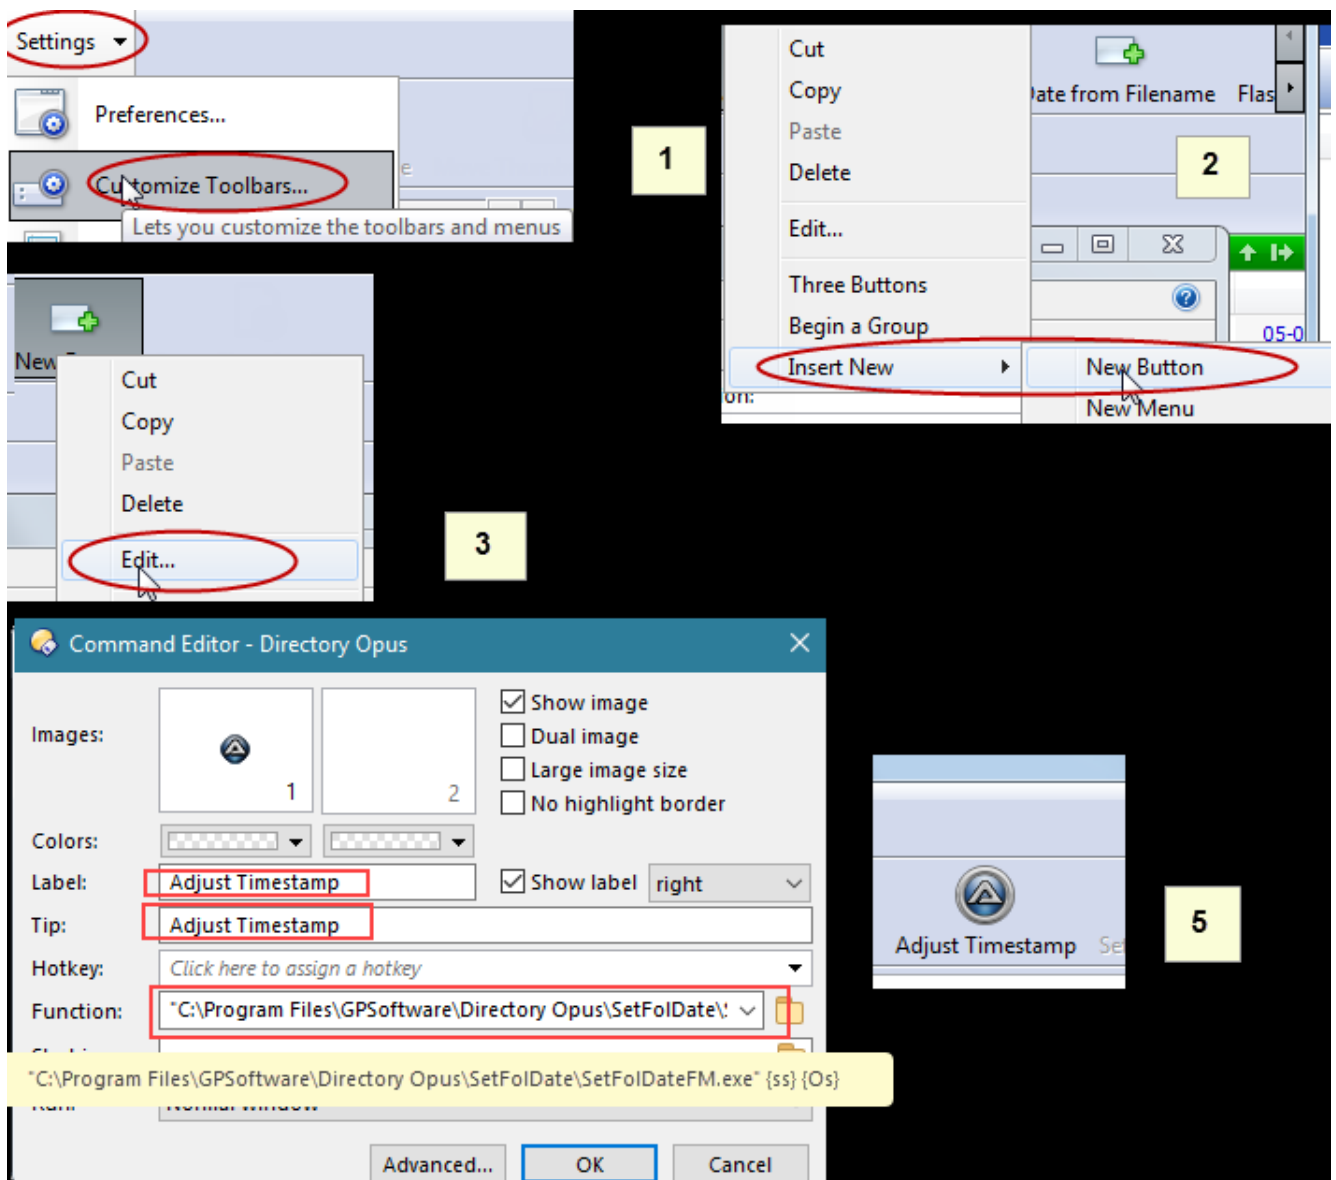 Settings
Preferences...
Customize Toolbars...
Lets you customize the toolbars and menus
1
Cut
Copy
Paste
Delete
Edit...
Three Buttons
Begin a Group
Insert New
New Button
New Menu
ate from Filename Flas
2
05-0
on:
New
Cut
Copy
Paste
Delete
Edit...
3
Command Editor - Directory Opus
Images:
1
2
Show image
Dual image
Large image size
No highlight border
Colors:
Label:
Adjust Timestamp
Show label
right
Tip:
Adjust Timestamp
Hotkey:
Click here to assign a hotkey
Function:
"C:\Program Files\GPSoftware\Directory Opus\SetFolDate\
"C:\Program Files\GPSoftware\Directory Opus\SetFolDate\SetFolDateFM.exe" {ss} {Os}
Advanced...
OK
Cancel
Adjust Timestamp Se
5